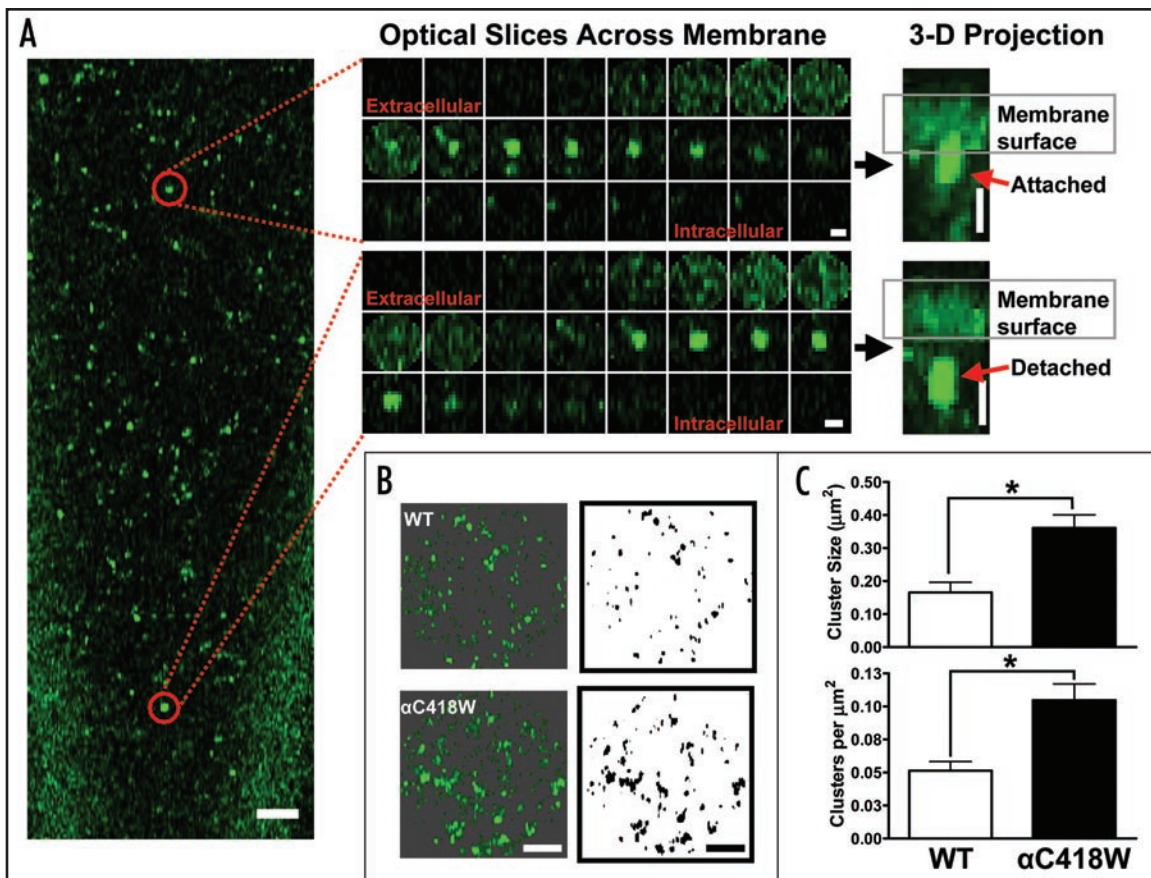 A
Optical Slices Across Membrane
3-D Projection
Extracellular
Intracellular
Membrane
surface
Attached
Extracellular
Intracellular
Membrane
surface
Detached
B
WT
αC418W
C
Cluster Size (μm²)
0.50
0.40
0.30
0.20
0.10
0.00
*
Clusters per μm²
0.13
0.10
0.08
0.05
0.03
0.00
*
WT
αC418W